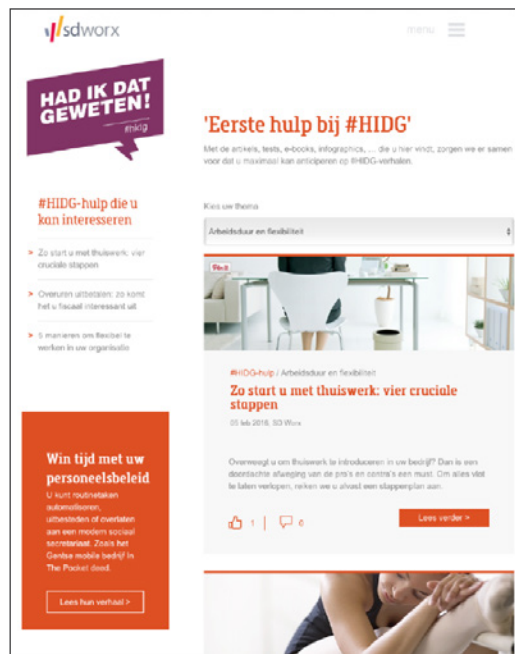 sdworx
menu
HAD IK DAT
GEWETEN!
#hidg
'Eerste hulp bij #HIDG'
Met de artikels, tests, e-books, infographics, ... die u hier vindt, zorgen we er samen
voor dat u maximaal kan anticiperen op #HIDG-verhalen.
#HIDG-hulp die u
kan interesseren
> Zo start u met thuiswerk: vier
cruciale stappen
> Overuren uitbetalen: zo komt
het u fiscaal interessant uit
> 5 manieren om flexibel te
werken in uw organisatie
Kies uw thema
Arbeidsduur en flexibiliteit
Pin it
#HIDG-hulp / Arbeidsduur en flexibiliteit
Zo start u met thuiswerk: vier cruciale
stappen
05 feb 2016, SD Worx
Overweegt u om thuiswerk te introduceren in uw bedrijf? Dan is een
doordachte afweging van de pro's en contra's een must. Om alles vlot
te laten verlopen, reiken we u alvast een stappenplan aan.
1
0
Lees verder >
Win tijd met uw
personeelsbeleid
U kunt routinetaken
automatiseren,
uitbesteden of overlaten
aan een modern sociaal
secretariaat. Zoals het
Gentse mobile bedrijf in
The Pocket deed.
Lees hun verhaal >